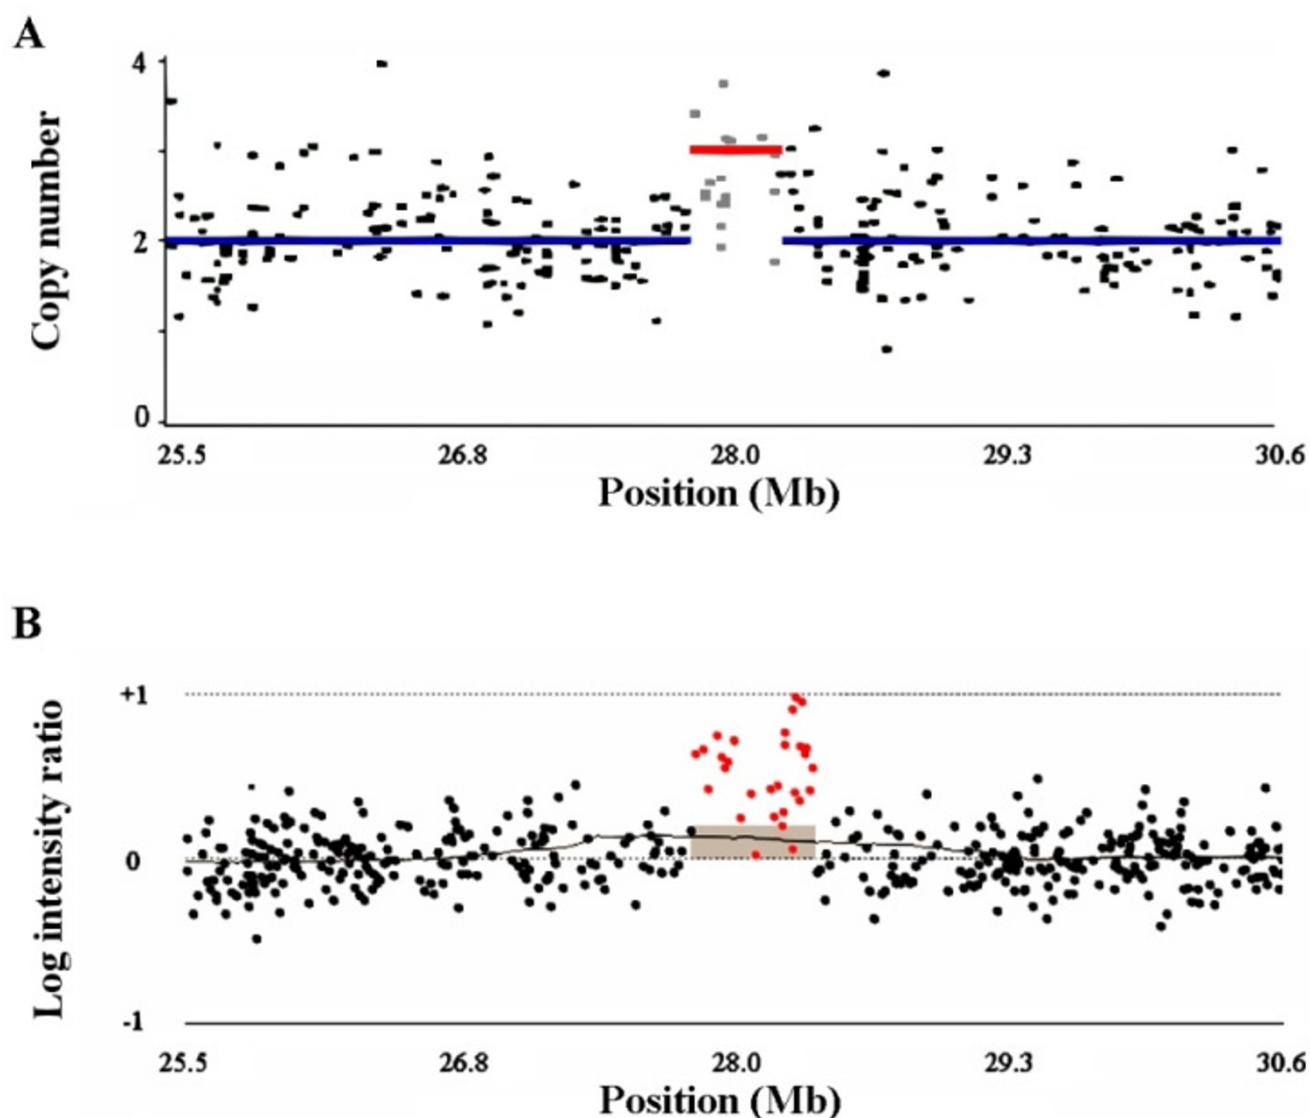 A
4
2
0
Copy number
25.5 26.8 28.0 29.3 30.6
Position (Mb)
B
+1
0
-1
Log intensity ratio
25.5 26.8 28.0 29.3 30.6
Position (Mb)